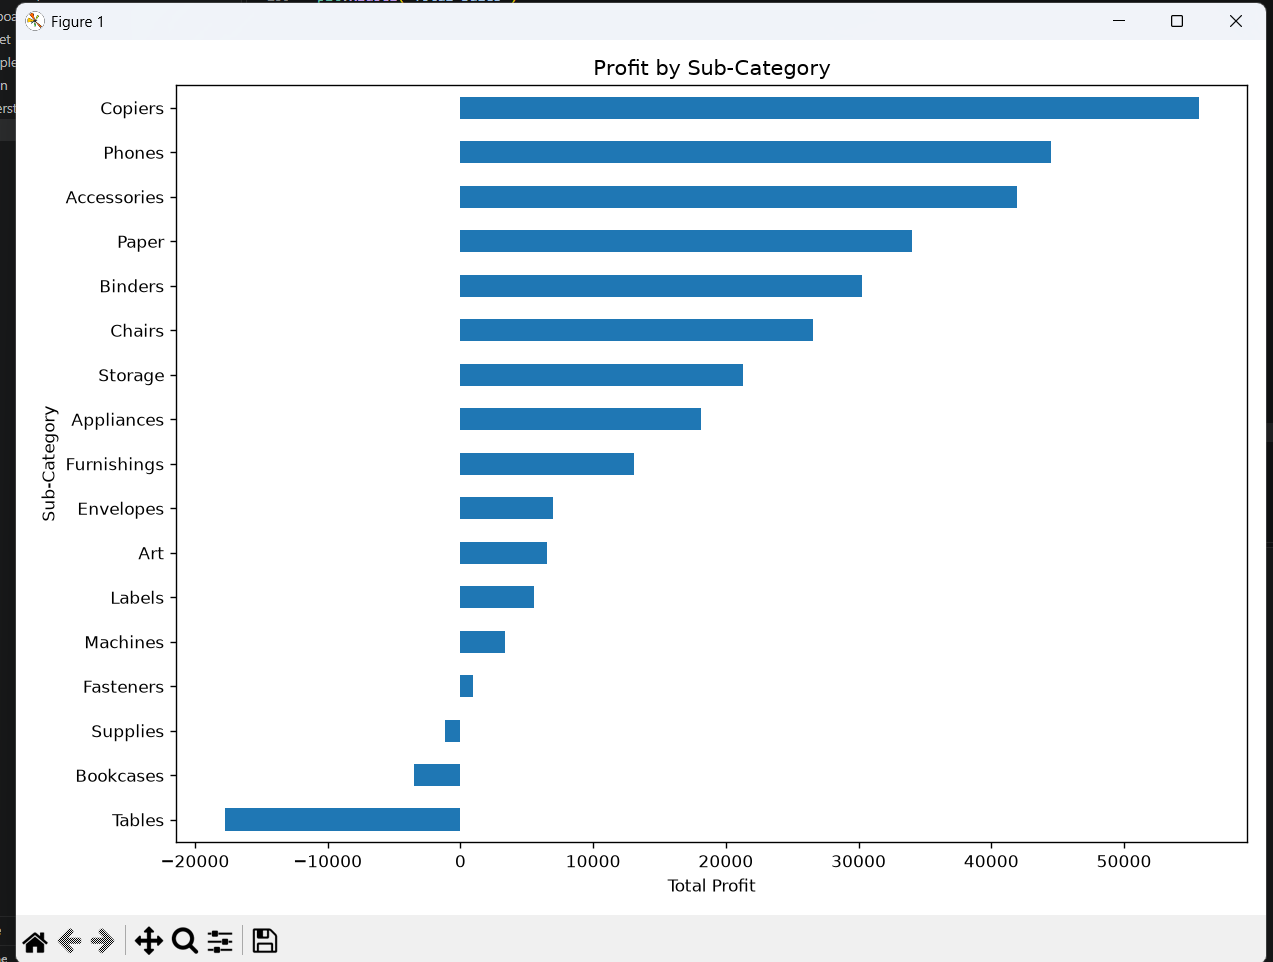 Figure 1
Profit by Sub-Category
Copiers
Phones
Accessories
Paper
Binders
Chairs
Storage
Appliances
Furnishings
Envelopes
Art
Labels
Machines
Fasteners
Supplies
Bookcases
Tables
Sub-Category
−20000 −10000 0 10000 20000 30000 40000 50000
Total Profit